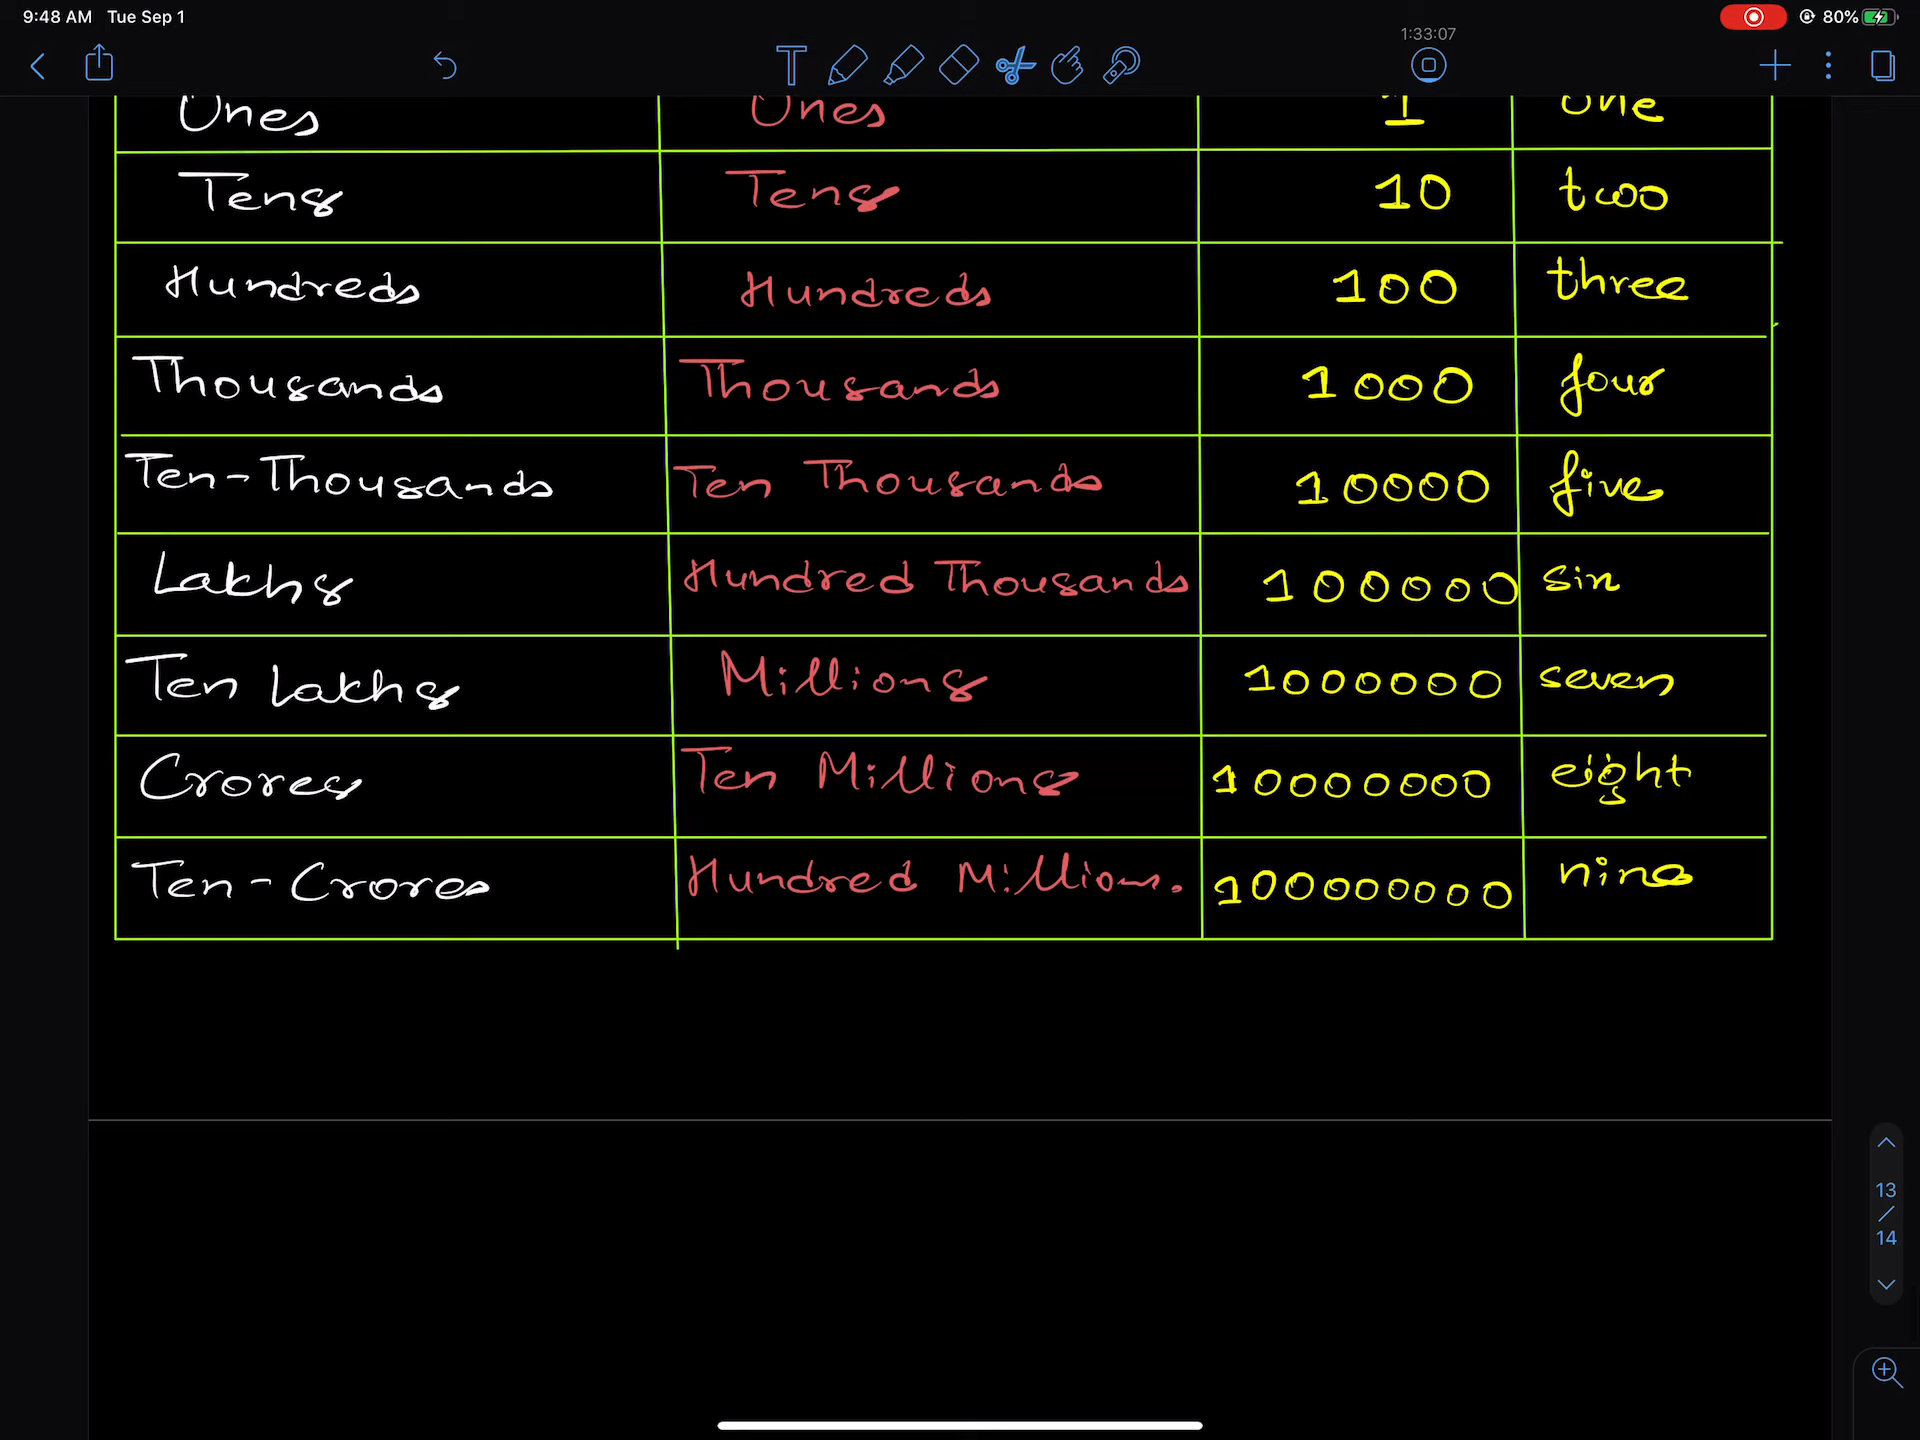 9:48 AM Tue Sep 1 80%
1:33:07
Ones Ones 1 one
Tens Tens 10 two
Hundreds Hundreds 100 three
Thousands Thousands 1000 four
Ten-Thousands Ten Thousands 10000 five
Lakhs Hundred Thousands 100000 six
Ten Lakhs Millions 1000000 seven
Crores Ten Millions 10000000 eight
Ten-Crores Hundred Millions. 100000000 nine
13
/
14